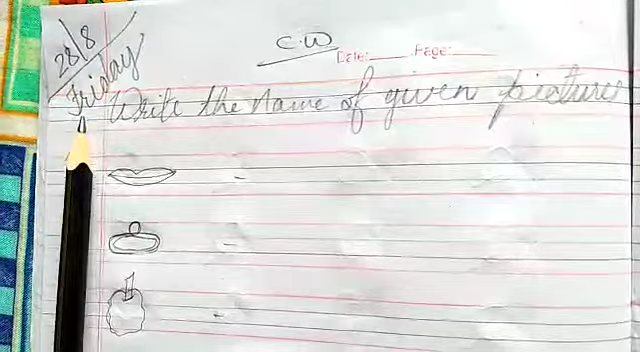 28/8
Friday
C.W
Date: Page:
Write the name of given pictures